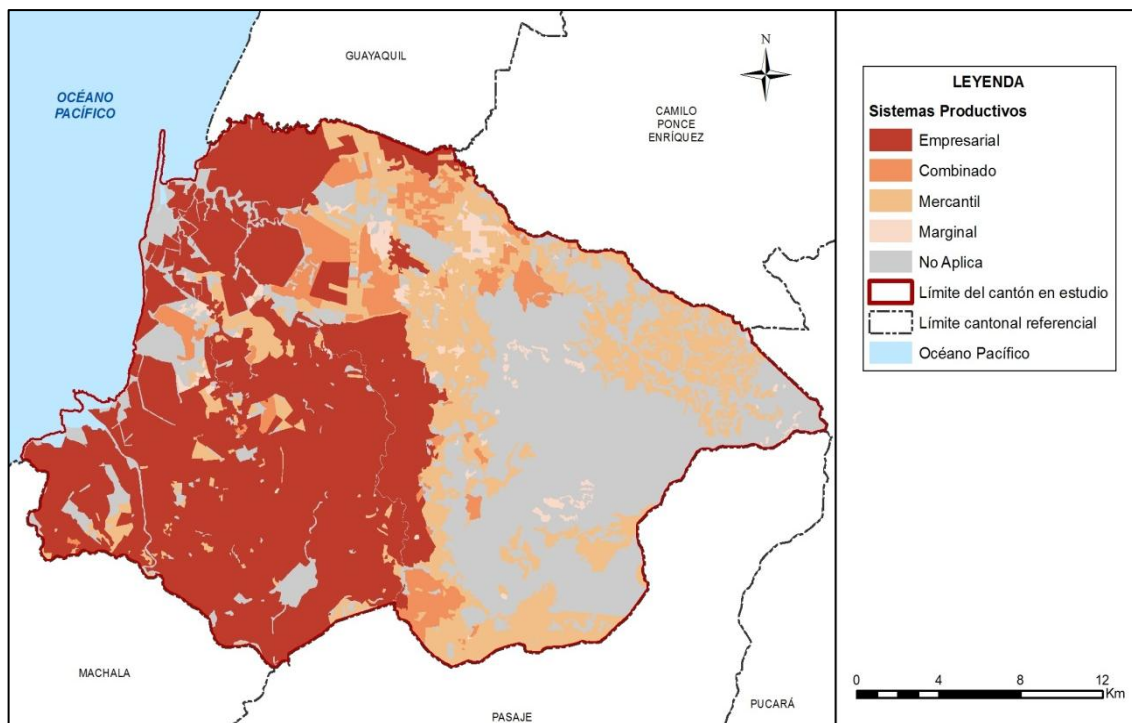 GUAYAQUIL
N
OCÉANO
PACÍFICO
CAMILO
PONCE
ENRÍQUEZ
MACHALA
PASAJE
PUCARÁ
LEYENDA
Sistemas Productivos
Empresarial
Combinado
Mercantil
Marginal
No Aplica
Límite del cantón en estudio
Límite cantonal referencial
Océano Pacífico
0 4 8 12
Km